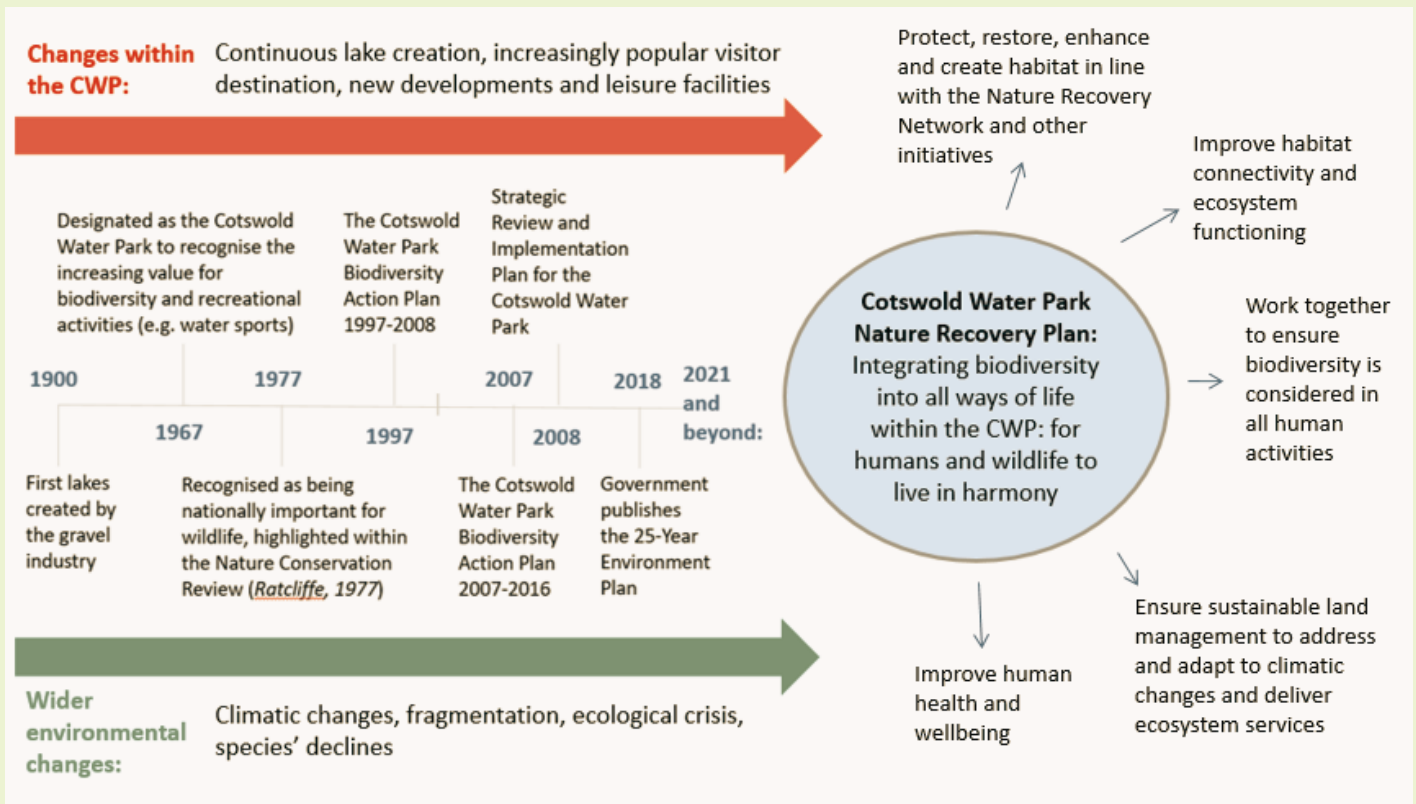 Changes within
the CWP:
Continuous lake creation, increasingly popular visitor
destination, new developments and leisure facilities
Designated as the Cotswold
Water Park to recognise the
increasing value for
biodiversity and recreational
activities (e.g. water sports)
The Cotswold
Water Park
Biodiversity
Action Plan
1997-2008
Strategic
Review and
Implementation
Plan for the
Cotswold Water
Park
1900
1977
2007
2018
2021
and
beyond:
1967
1997
2008
First lakes
created by
the gravel
industry
Recognised as being
nationally important for
wildlife, highlighted within
the Nature Conservation
Review (Ratcliffe, 1977)
The Cotswold
Water Park
Biodiversity
Action Plan
2007-2016
Government
publishes
the 25-Year
Environment
Plan
Wider
environmental
changes:
Climatic changes, fragmentation, ecological crisis,
species' declines
Cotswold Water Park
Nature Recovery Plan:
Integrating biodiversity
into all ways of life
within the CWP: for
humans and wildlife to
live in harmony
Protect, restore, enhance
and create habitat in line
with the Nature Recovery
Network and other
initiatives
Improve habitat
connectivity and
ecosystem
functioning
Work together
to ensure
biodiversity is
considered in
all human
activities
Ensure sustainable land
management to address
and adapt to climatic
changes and deliver
ecosystem services
Improve human
health and
wellbeing